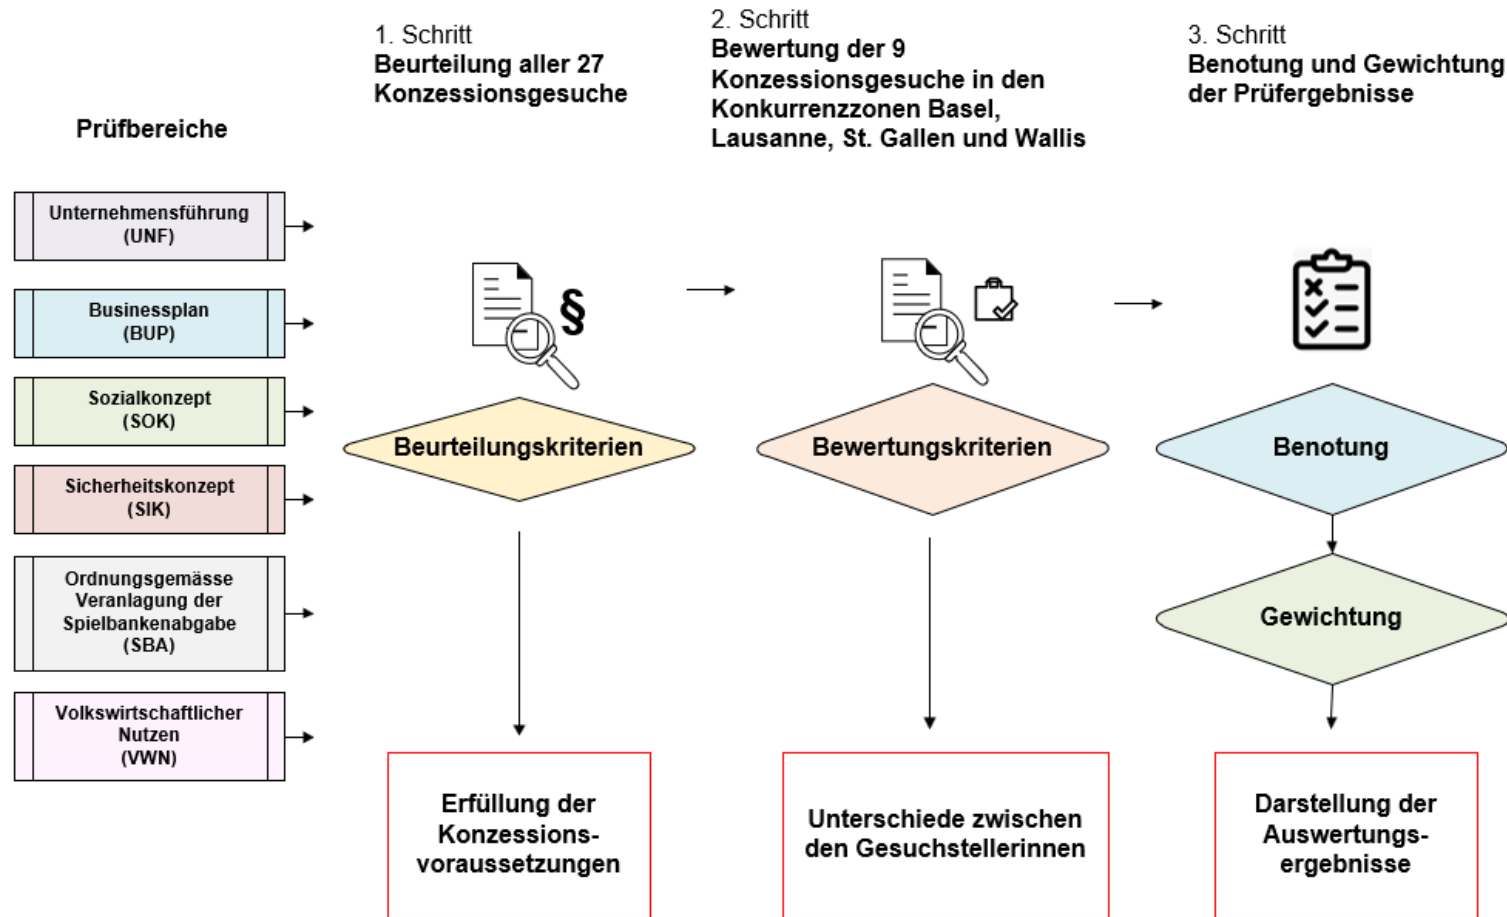 Prüfbereiche
Unternehmensführung
(UNF)
Businessplan
(BUP)
Sozialkonzept
(SOK)
Sicherheitskonzept
(SIK)
Ordnungsgemässe
Veranlagung der
Spielbankenabgabe
(SBA)
Volkswirtschaftlicher
Nutzen
(VWN)
1. Schritt
Beurteilung aller 27
Konzessionsgesuche
§
Beurteilungskriterien
Erfüllung der
Konzessions-
voraussetzungen
2. Schritt
Bewertung der 9
Konzessionsgesuche in den
Konkurrenzzonen Basel,
Lausanne, St. Gallen und Wallis
Bewertungskriterien
Unterschiede zwischen
den Gesuchstellerinnen
3. Schritt
Benotung und Gewichtung
der Prüfergebnisse
Benotung
Gewichtung
Darstellung der
Auswertungs-
ergebnisse